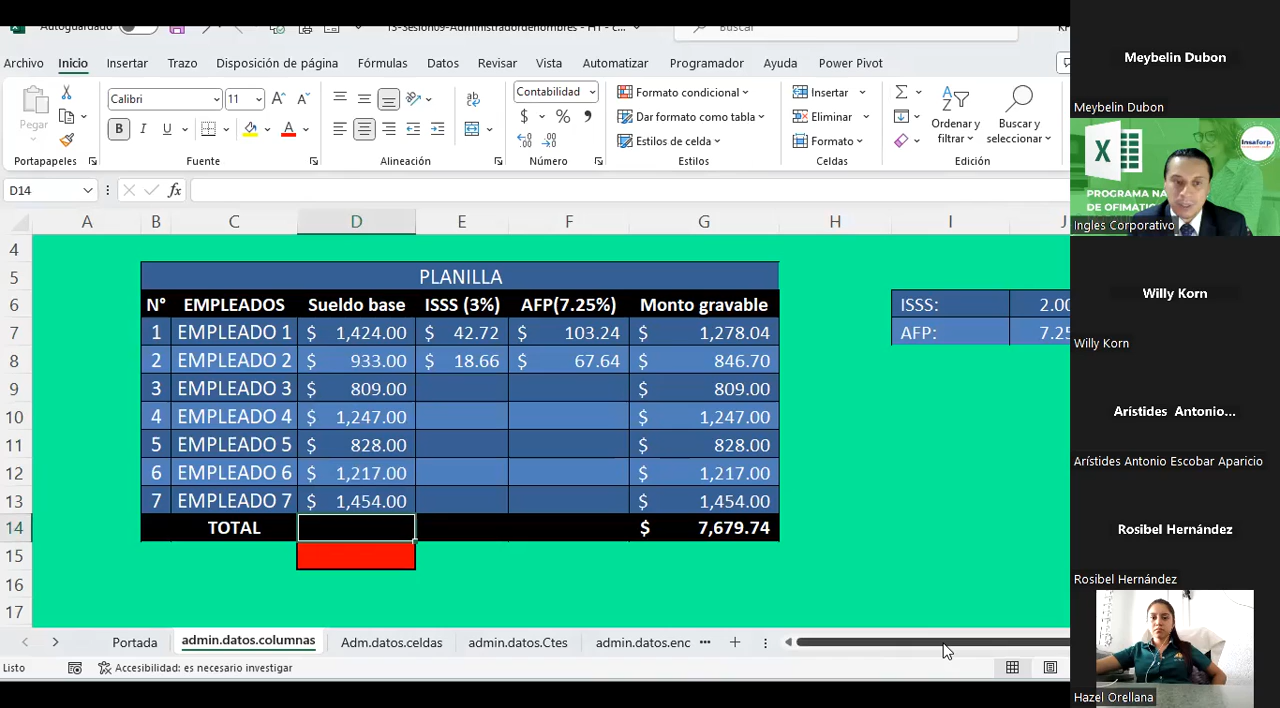 Autoguardado
13-Sesion09-Administradordenombres - HT - c...
Buscar
Archivo Inicio Insertar Trazo Disposición de página Fórmulas Datos Revisar Vista Automatizar Programador Ayuda Power Pivot
Pegar
Portapapeles
Calibri 11
Fuente
Alineación
Contabilidad
Número
Formato condicional
Dar formato como tabla
Estilos de celda
Estilos
Insertar
Eliminar
Formato
Celdas
Ordenar y filtrar
Buscar y seleccionar
Edición
D14
fx
A B C D E F G H I J
4
5 PLANILLA
6 N° EMPLEADOS Sueldo base ISSS (3%) AFP(7.25%) Monto gravable ISSS: 2.00
7 1 EMPLEADO 1 $ 1,424.00 $ 42.72 $ 103.24 $ 1,278.04 AFP: 7.25
8 2 EMPLEADO 2 $ 933.00 $ 18.66 $ 67.64 $ 846.70
9 3 EMPLEADO 3 $ 809.00 $ 809.00
10 4 EMPLEADO 4 $ 1,247.00 $ 1,247.00
11 5 EMPLEADO 5 $ 828.00 $ 828.00
12 6 EMPLEADO 6 $ 1,217.00 $ 1,217.00
13 7 EMPLEADO 7 $ 1,454.00 $ 1,454.00
14 TOTAL $ 7,679.74
15
16
17
Portada admin.datos.columnas Adm.datos.celdas admin.datos.Ctes admin.datos.enc ...
Listo Accesibilidad: es necesario investigar
Meybelin Dubon
Meybelin Dubon
Insaforp
PROGRAMA NA
DE OFIMATIC
Ingles Corporativo
Willy Korn
Willy Korn
Arístides Antonio...
Arístides Antonio Escobar Aparicio
Rosibel Hernández
Rosibel Hernández
Hazel Orellana